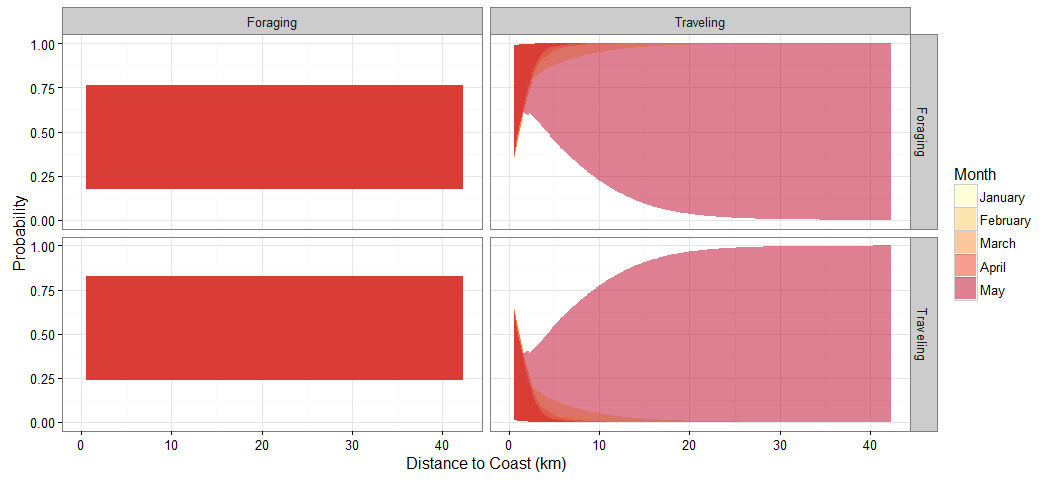 Foraging Traveling
1.00
0.75
0.50
0.25
0.00
Foraging
1.00
0.75
0.50
0.25
0.00
Traveling
Probability
0 10 20 30 40 0 10 20 30 40
Distance to Coast (km)
Month
January
February
March
April
May